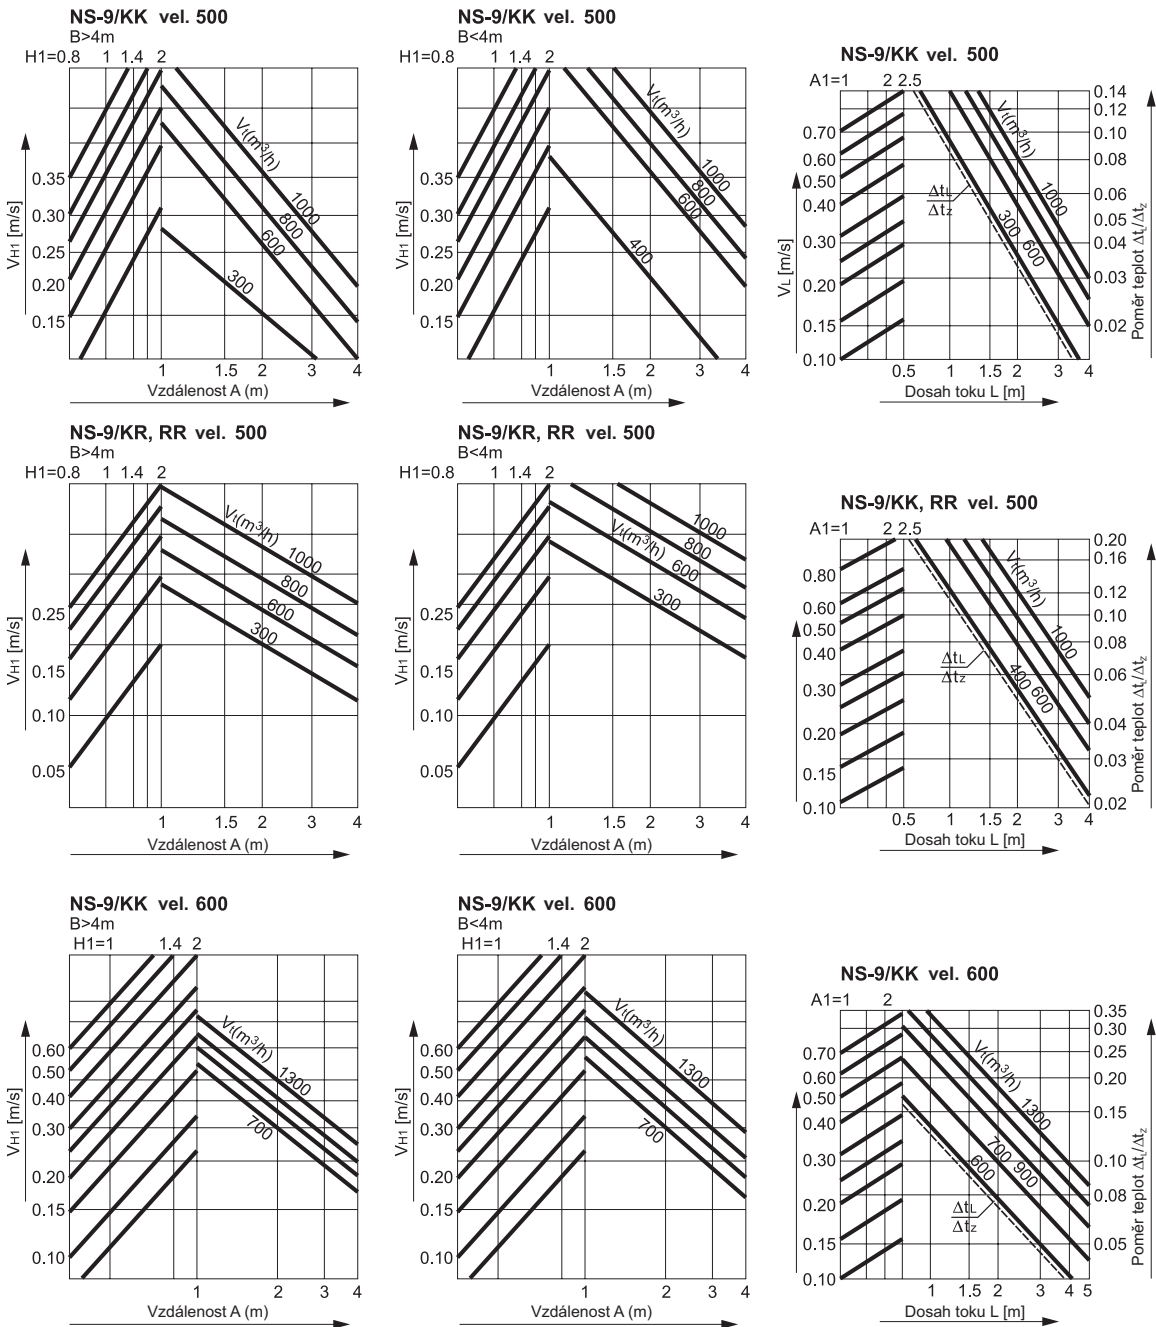 NS-9/KK vel. 500
B>4m
H1=0.8 1 1.4 2
Vt(m³/h)
1000
800
600
300
VH1 [m/s]
0.35
0.30
0.25
0.20
0.15
1 1.5 2 3 4
Vzdálenost A (m)
NS-9/KK vel. 500
B<4m
H1=0.8 1 1.4 2
Vt(m³/h)
1000
800
600
400
VH1 [m/s]
0.35
0.30
0.25
0.20
0.15
1 1.5 2 3 4
Vzdálenost A (m)
NS-9/KK vel. 500
A1=1 2 2.5
Vt(m³/h)
1000
300 600
ΔtL
Δtz
VL [m/s]
0.70
0.60
0.50
0.40
0.30
0.20
0.15
0.10
0.14
0.12
0.10
0.08
0.06
0.05
0.04
0.03
0.02
Poměr teplot ΔtL/Δtz
0.5 1 1.5 2 3 4
Dosah toku L [m]
NS-9/KR, RR vel. 500
B>4m
H1=0.8 1 1.4 2
Vt(m³/h)
1000
800
600
300
VH1 [m/s]
0.25
0.15
0.10
0.05
1 1.5 2 3 4
Vzdálenost A (m)
NS-9/KR, RR vel. 500
B<4m
H1=0.8 1 1.4 2
1000
800
Vt(m³/h)
600
300
VH1 [m/s]
0.25
0.15
0.10
0.05
1 1.5 2 3 4
Vzdálenost A (m)
NS-9/KK, RR vel. 500
A1=1 2 2.5
Vt(m³/h)
1000
400 600
ΔtL
Δtz
VL [m/s]
0.80
0.60
0.50
0.40
0.30
0.20
0.15
0.10
0.20
0.16
0.12
0.10
0.08
0.06
0.04
0.03
0.02
Poměr teplot ΔtL/Δtz
0.5 1 1.5 2 3 4
Dosah toku L [m]
NS-9/KK vel. 600
B>4m
H1=1 1.4 2
Vt(m³/h)
1300
700
VH1 [m/s]
0.60
0.50
0.40
0.30
0.20
0.15
0.10
1 2 3 4
Vzdálenost A (m)
NS-9/KK vel. 600
B<4m
H1=1 1.4 2
Vt(m³/h)
1300
700
VH1 [m/s]
0.60
0.50
0.40
0.30
0.20
0.15
0.10
1 2 3 4
Vzdálenost A (m)
NS-9/KK vel. 600
A1=1 2
Vt(m³/h)
1300
700 900
600
ΔtL
Δtz
VL [m/s]
0.70
0.60
0.50
0.40
0.30
0.20
0.15
0.10
0.35
0.30
0.25
0.20
0.15
0.10
0.08
0.05
Poměr teplot ΔtL/Δtz
1 1.5 2 3 4 5
Dosah toku L [m]